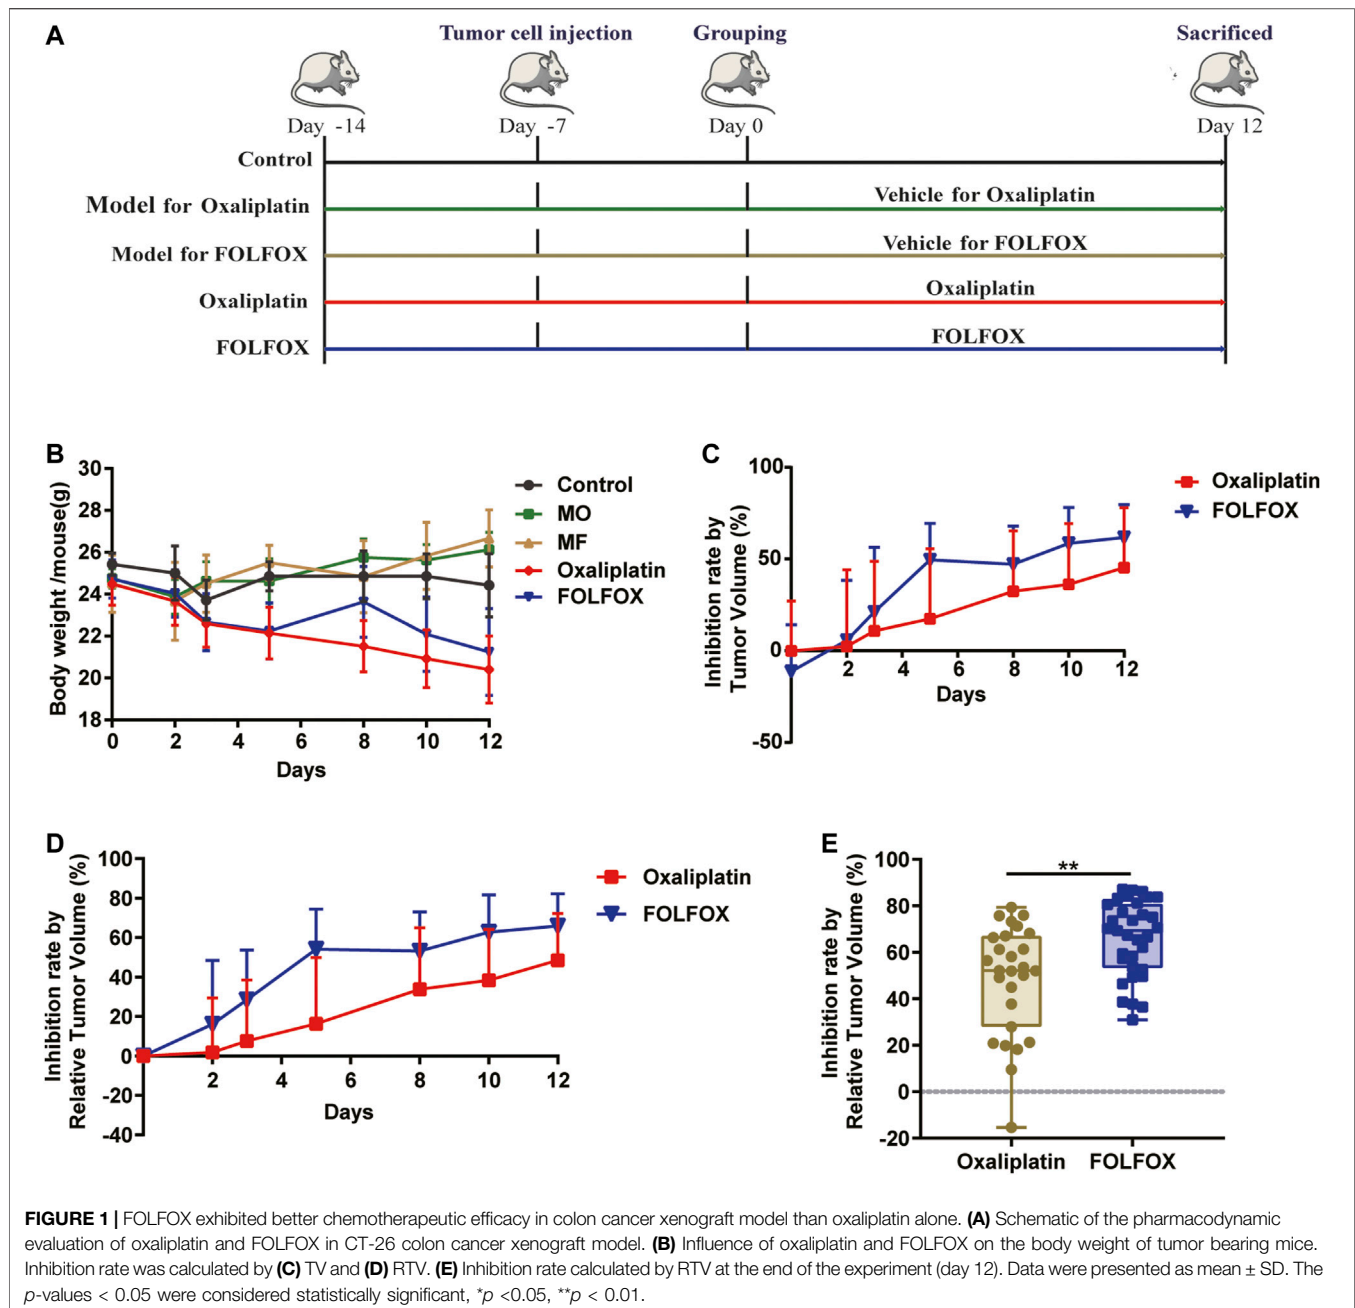 A
Tumor cell injection
Grouping
Sacrificed
Day -14
Day -7
Day 0
Day 12
Control
Model for Oxaliplatin
Vehicle for Oxaliplatin
Model for FOLFOX
Vehicle for FOLFOX
Oxaliplatin
Oxaliplatin
FOLFOX
FOLFOX
B
Body weight /mouse(g)
30
28
26
24
22
20
18
0 2 4 6 8 10 12
Days
Control
MO
MF
Oxaliplatin
FOLFOX
C
Inhibition rate by
Tumor Volume (%)
100
50
0
-50
2 4 6 8 10 12
Days
Oxaliplatin
FOLFOX
D
Inhibition rate by
Relative Tumor Volume (%)
100
80
60
40
20
0
-20
-40
2 4 6 8 10 12
Days
Oxaliplatin
FOLFOX
E
Inhibition rate by
Relative Tumor Volume (%)
100
80
60
40
20
0
-20
**
Oxaliplatin FOLFOX
FIGURE 1 | FOLFOX exhibited better chemotherapeutic efficacy in colon cancer xenograft model than oxaliplatin alone. (A) Schematic of the pharmacodynamic
evaluation of oxaliplatin and FOLFOX in CT-26 colon cancer xenograft model. (B) Influence of oxaliplatin and FOLFOX on the body weight of tumor bearing mice.
Inhibition rate was calculated by (C) TV and (D) RTV. (E) Inhibition rate calculated by RTV at the end of the experiment (day 12). Data were presented as mean ± SD. The
p-values < 0.05 were considered statistically significant, *p <0.05, **p < 0.01.